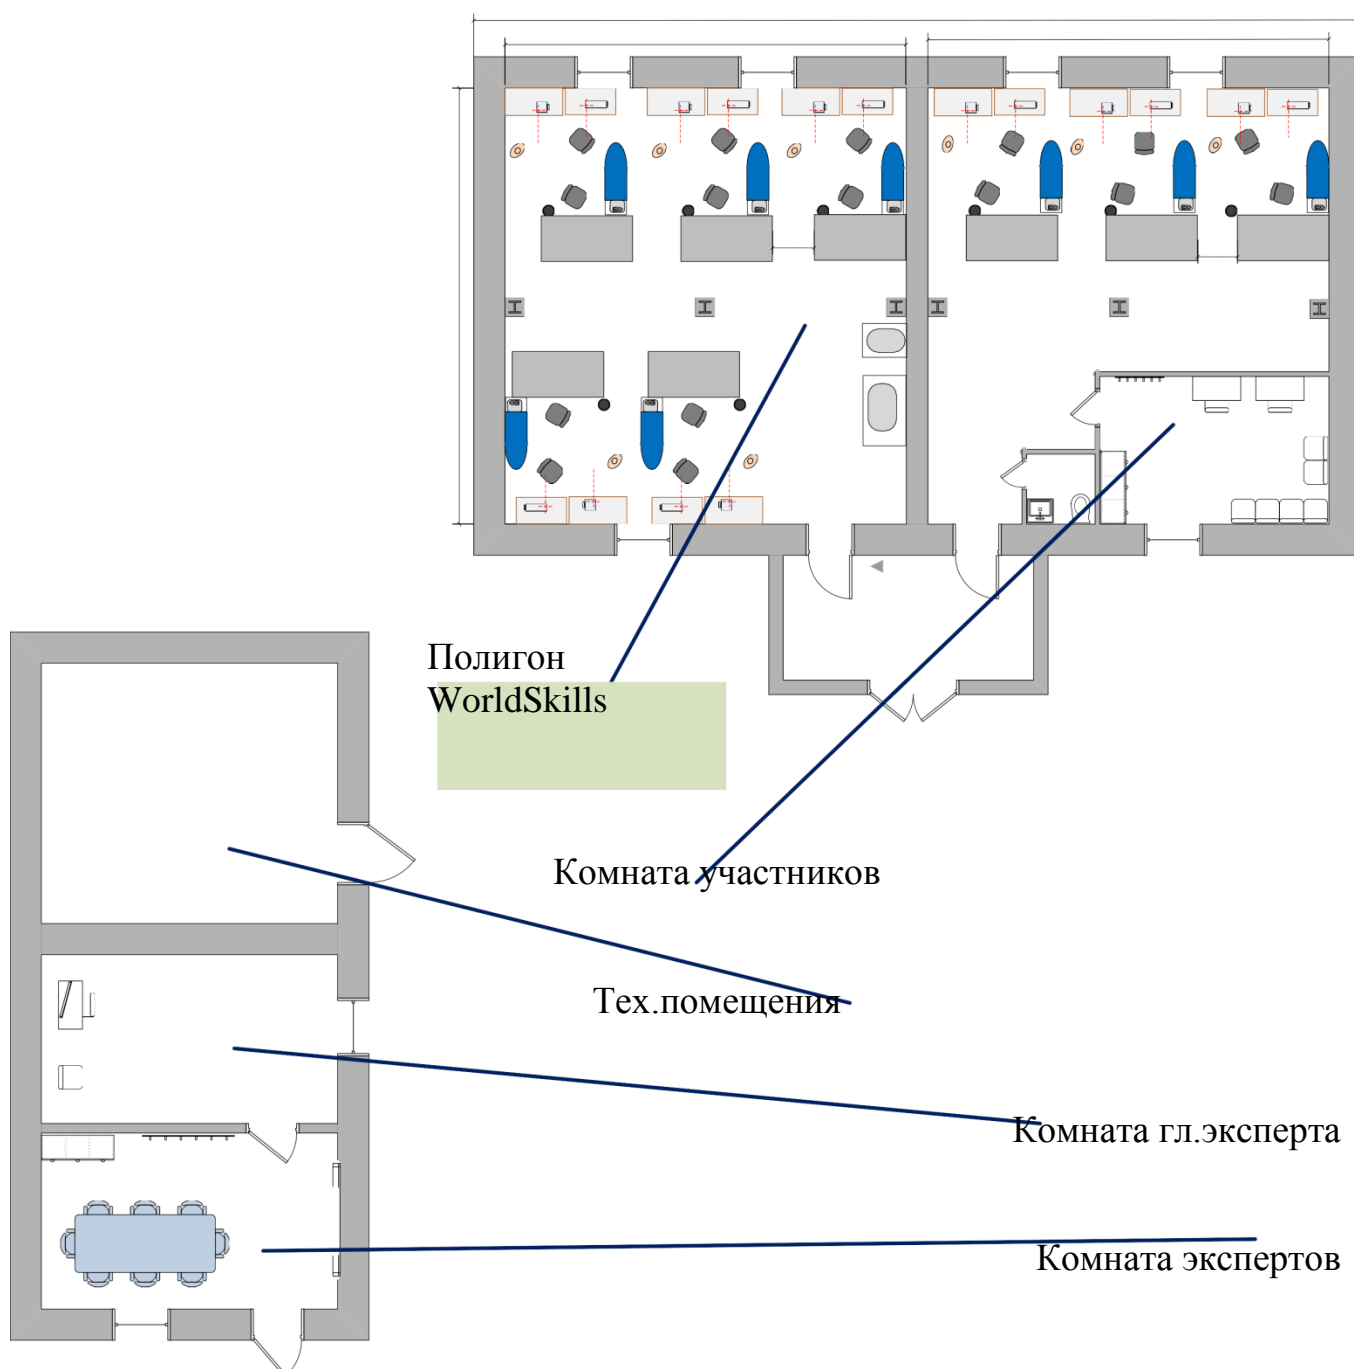 Полигон
WorldSkills
Комната участников
Тех.помещения
Комната гл.эксперта
Комната экспертов